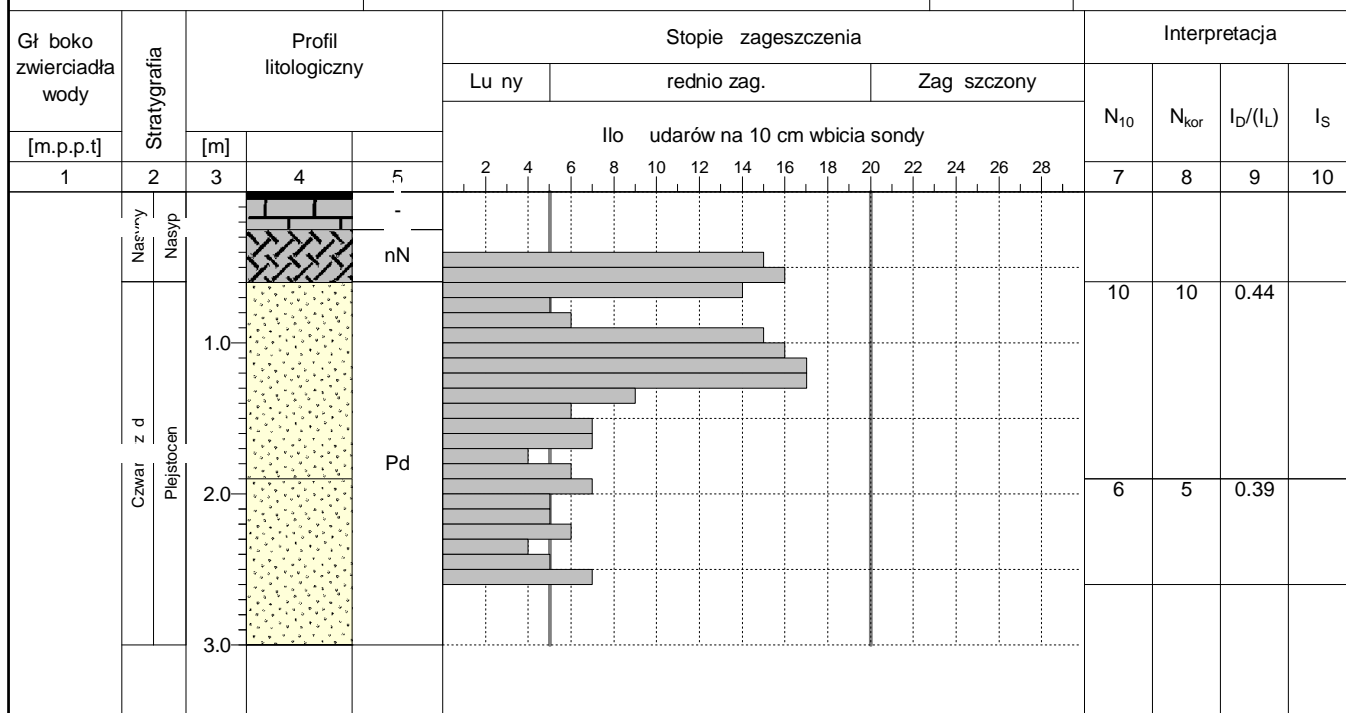 Gł boko
zwierciadła
wody
[m.p.p.t]
Stratygrafia
Profil
litologiczny
[m]
Stopie zageszczenia
Lu ny
rednio zag.
Zag szczony
Ilo udarów na 10 cm wbicia sondy
2 4 6 8 10 12 14 16 18 20 22 24 26 28
Interpretacja
N10 Nkor ID/(IL) IS
1 2 3 4 5 7 8 9 10
Nasypy
Nasyp
-
nN
10 10 0.44
1.0
Czwar z d
Plejstocen
Pd
6 5 0.39
2.0
3.0